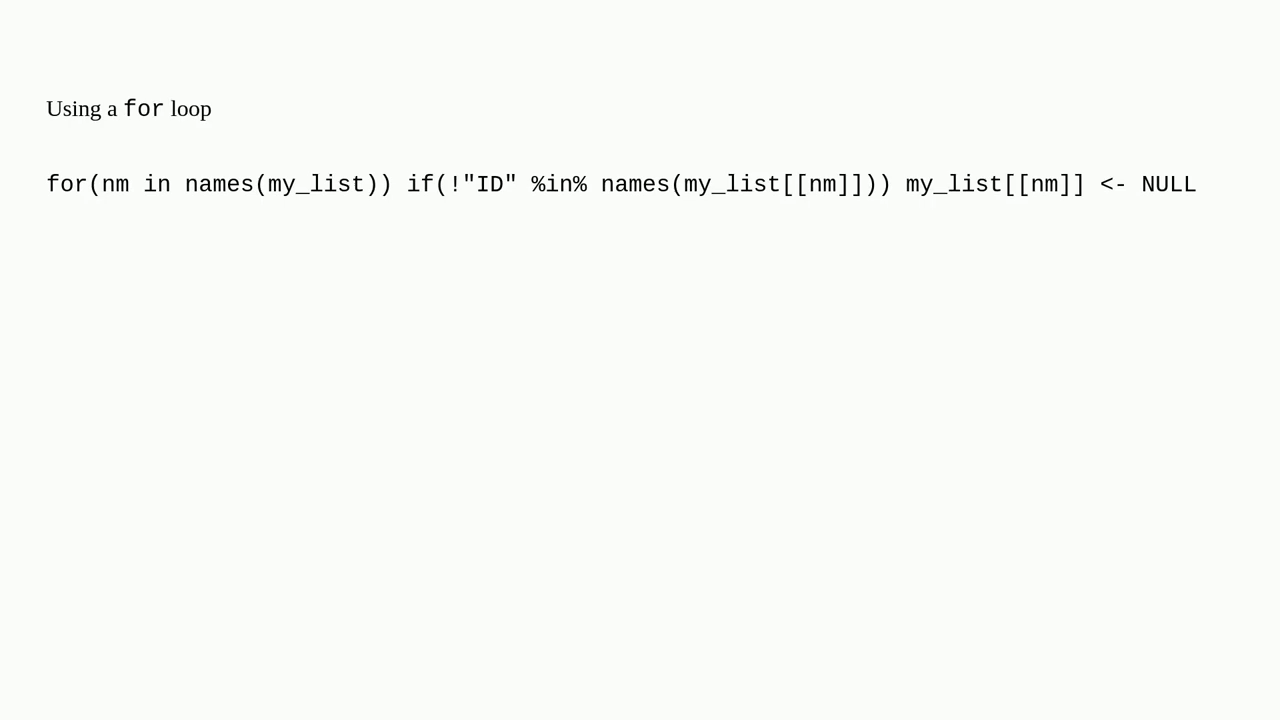 Using a for loop
for(nm in names(my_list)) if(!"ID" %in% names(my_list[[nm]])) my_list[[nm]] <- NULL